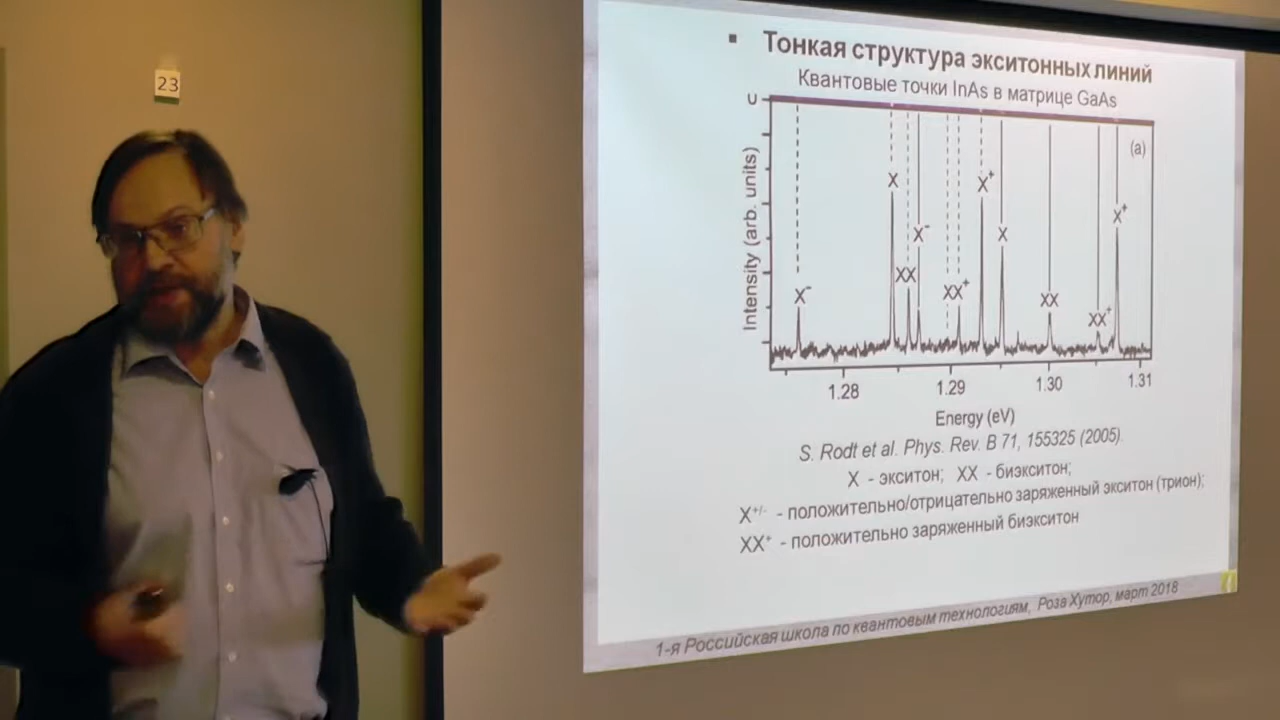 23
▪ Тонкая структура экситонных линий
Квантовые точки InAs в матрице GaAs
(a)
Intensity (arb. units)
X⁻
X
XX
X⁻
XX⁺
X⁺
X
XX
XX⁺
X⁺
1.28 1.29 1.30 1.31
Energy (eV)
S. Rodt et al. Phys. Rev. B 71, 155325 (2005).
X - экситон; XX - биэкситон;
X⁺/⁻ - положительно/отрицательно заряженный экситон (трион);
XX⁺ - положительно заряженный биэкситон
1-я Российская школа по квантовым технологиям, Роза Хутор, март 2018